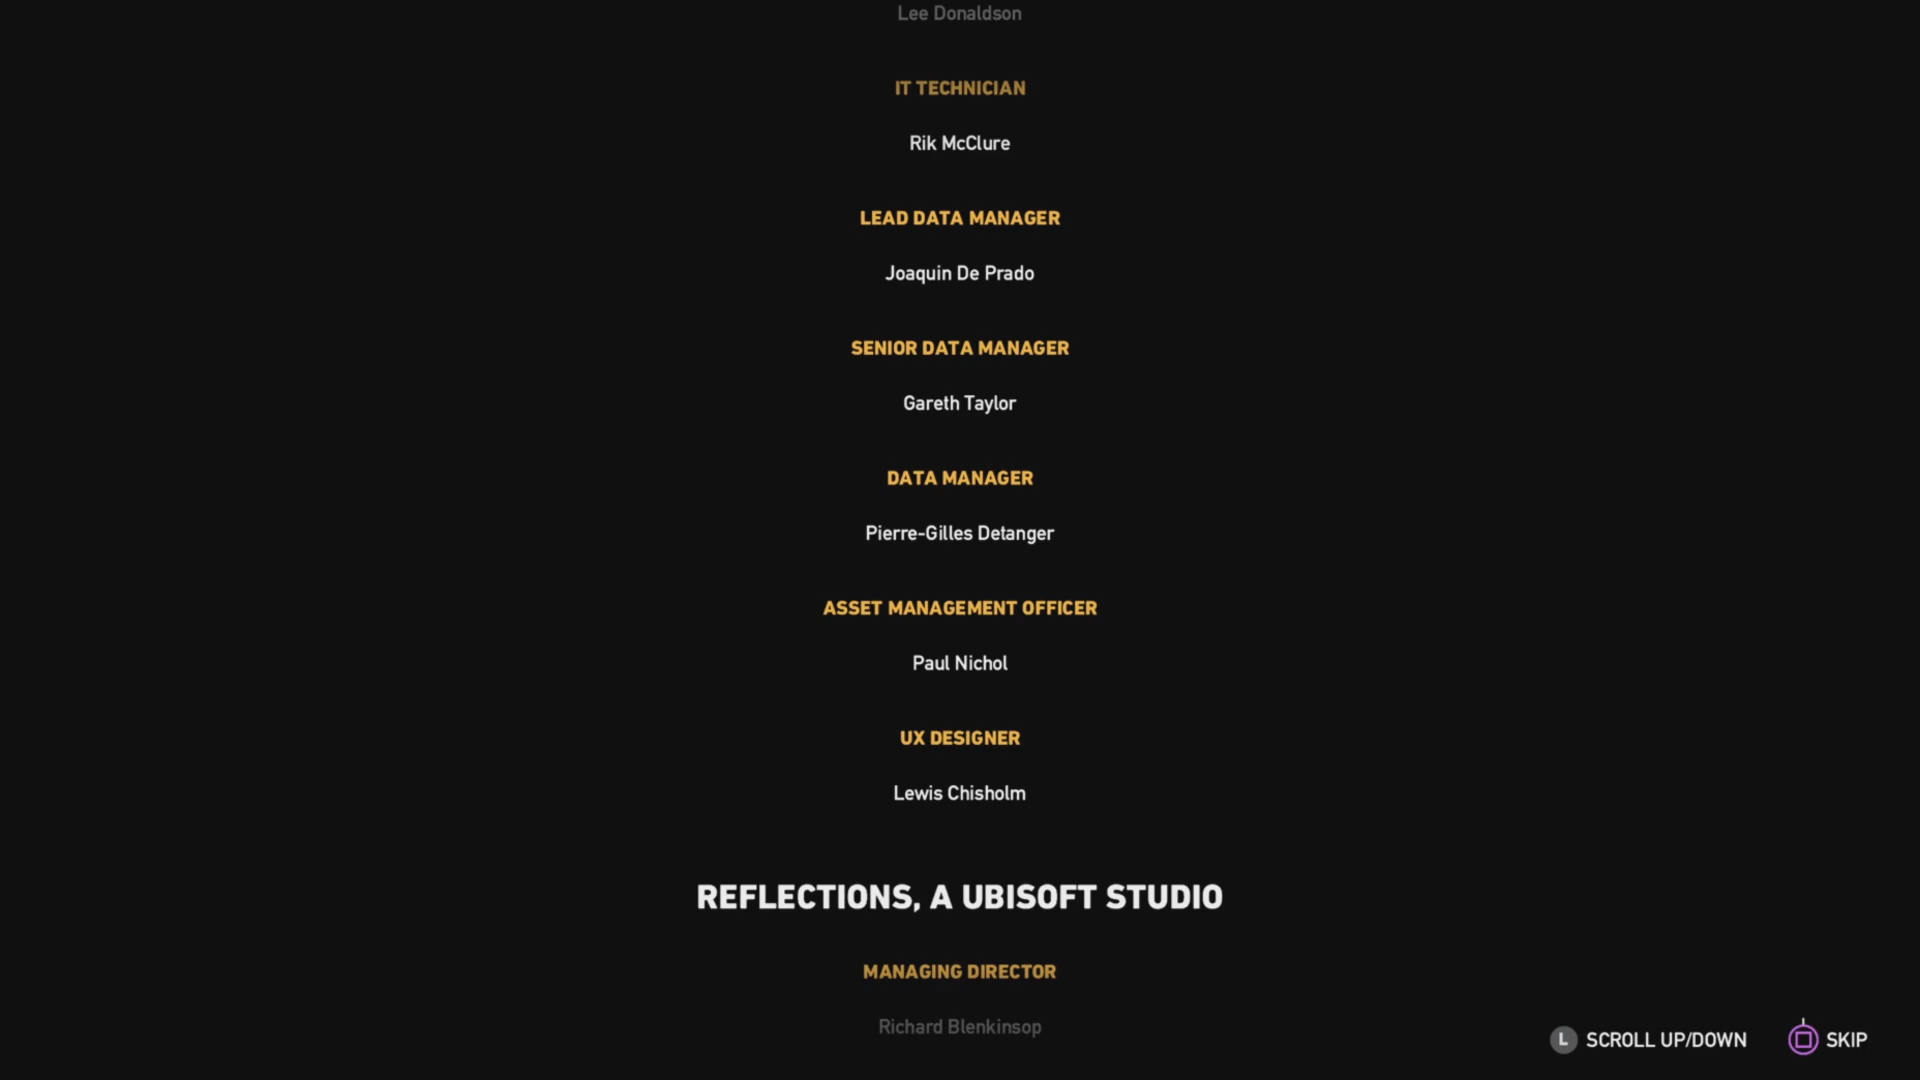 Lee Donaldson
IT TECHNICIAN
Rik McClure
LEAD DATA MANAGER
Joaquin De Prado
SENIOR DATA MANAGER
Gareth Taylor
DATA MANAGER
Pierre-Gilles Detanger
ASSET MANAGEMENT OFFICER
Paul Nichol
UX DESIGNER
Lewis Chisholm
REFLECTIONS, A UBISOFT STUDIO
MANAGING DIRECTOR
Richard Blenkinsop
L SCROLL UP/DOWN SKIP